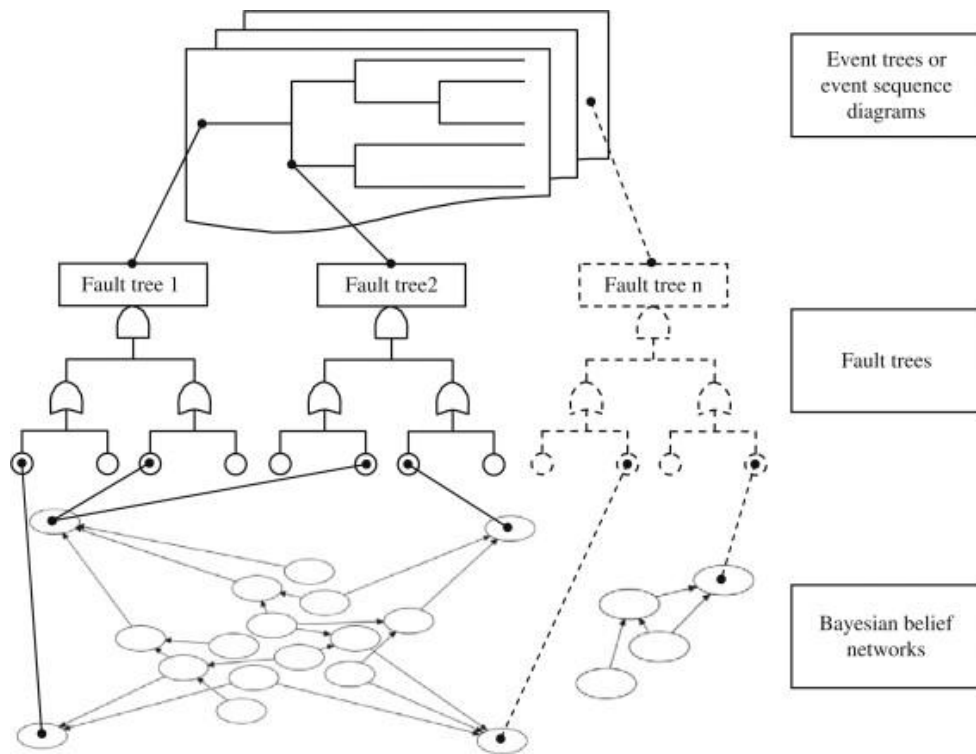 Event trees or
event sequence
diagrams
Fault tree 1
Fault tree2
Fault tree n
Fault trees
Bayesian belief
networks